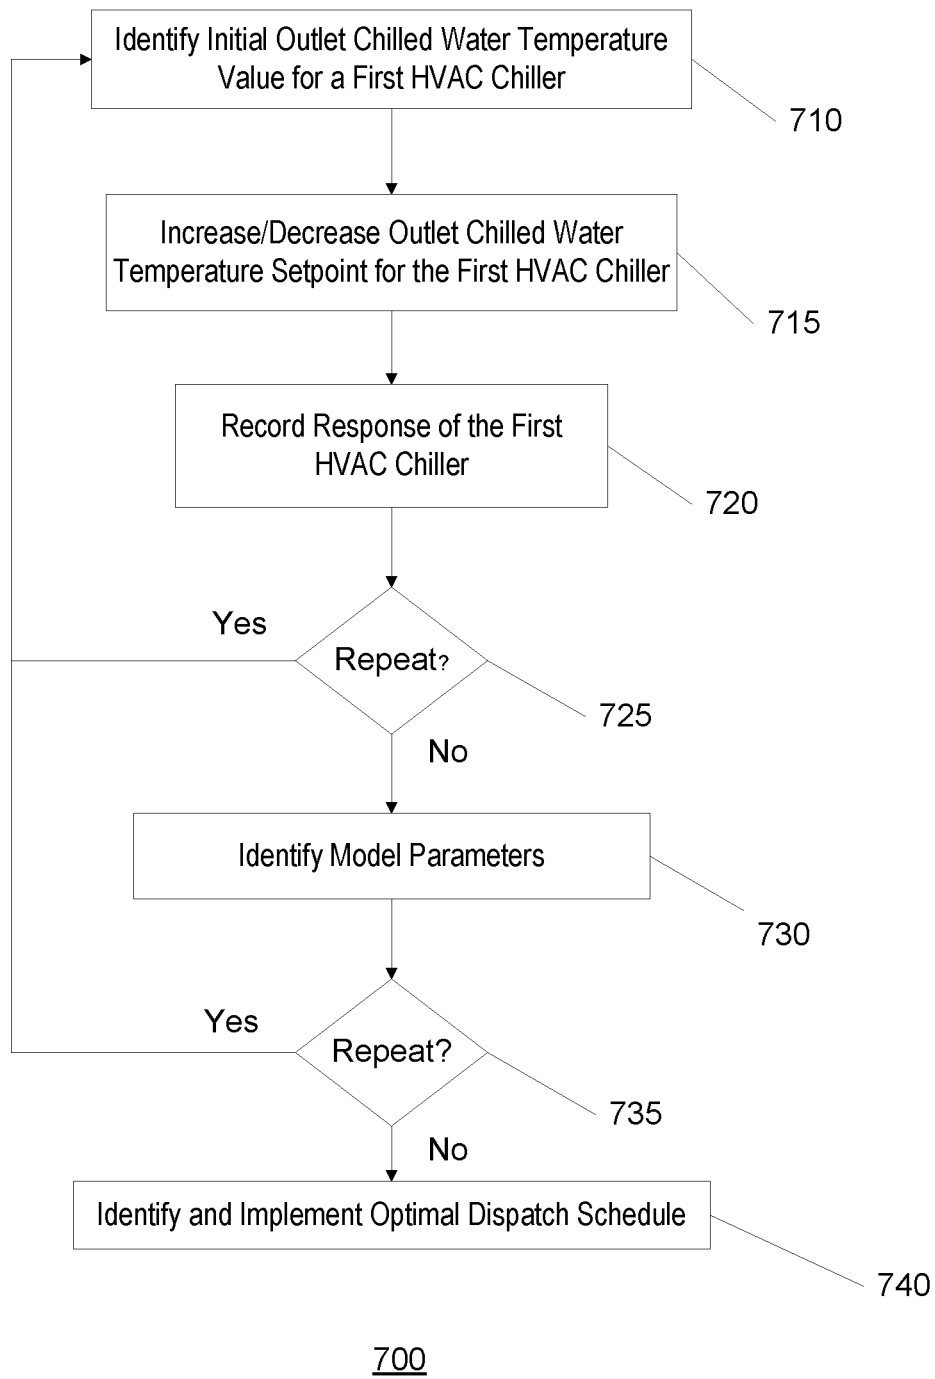 Identify Initial Outlet Chilled Water Temperature
Value for a First HVAC Chiller
710
Increase/Decrease Outlet Chilled Water
Temperature Setpoint for the First HVAC Chiller
715
Record Response of the First
HVAC Chiller
720
Yes
Repeat?
725
No
Identify Model Parameters
730
Yes
Repeat?
735
No
Identify and Implement Optimal Dispatch Schedule
740
700